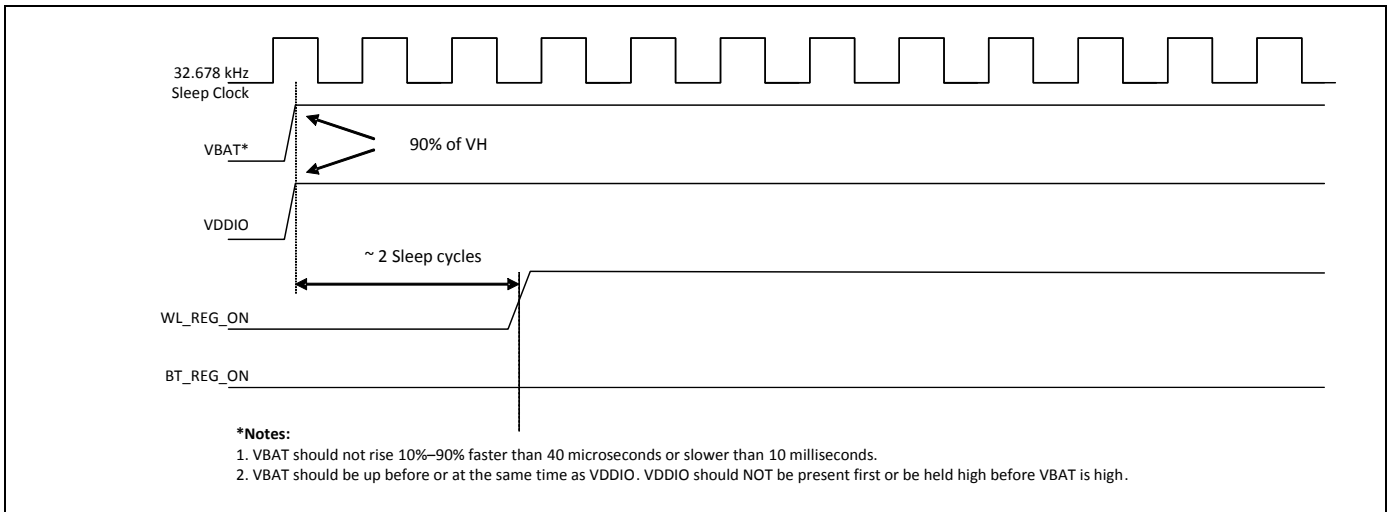 32.678 kHz
Sleep Clock
VBAT*
90% of VH
VDDIO
~ 2 Sleep cycles
WL_REG_ON
BT_REG_ON
*Notes:
1. VBAT should not rise 10%–90% faster than 40 microseconds or slower than 10 milliseconds.
2. VBAT should be up before or at the same time as VDDIO. VDDIO should NOT be present first or be held high before VBAT is high.